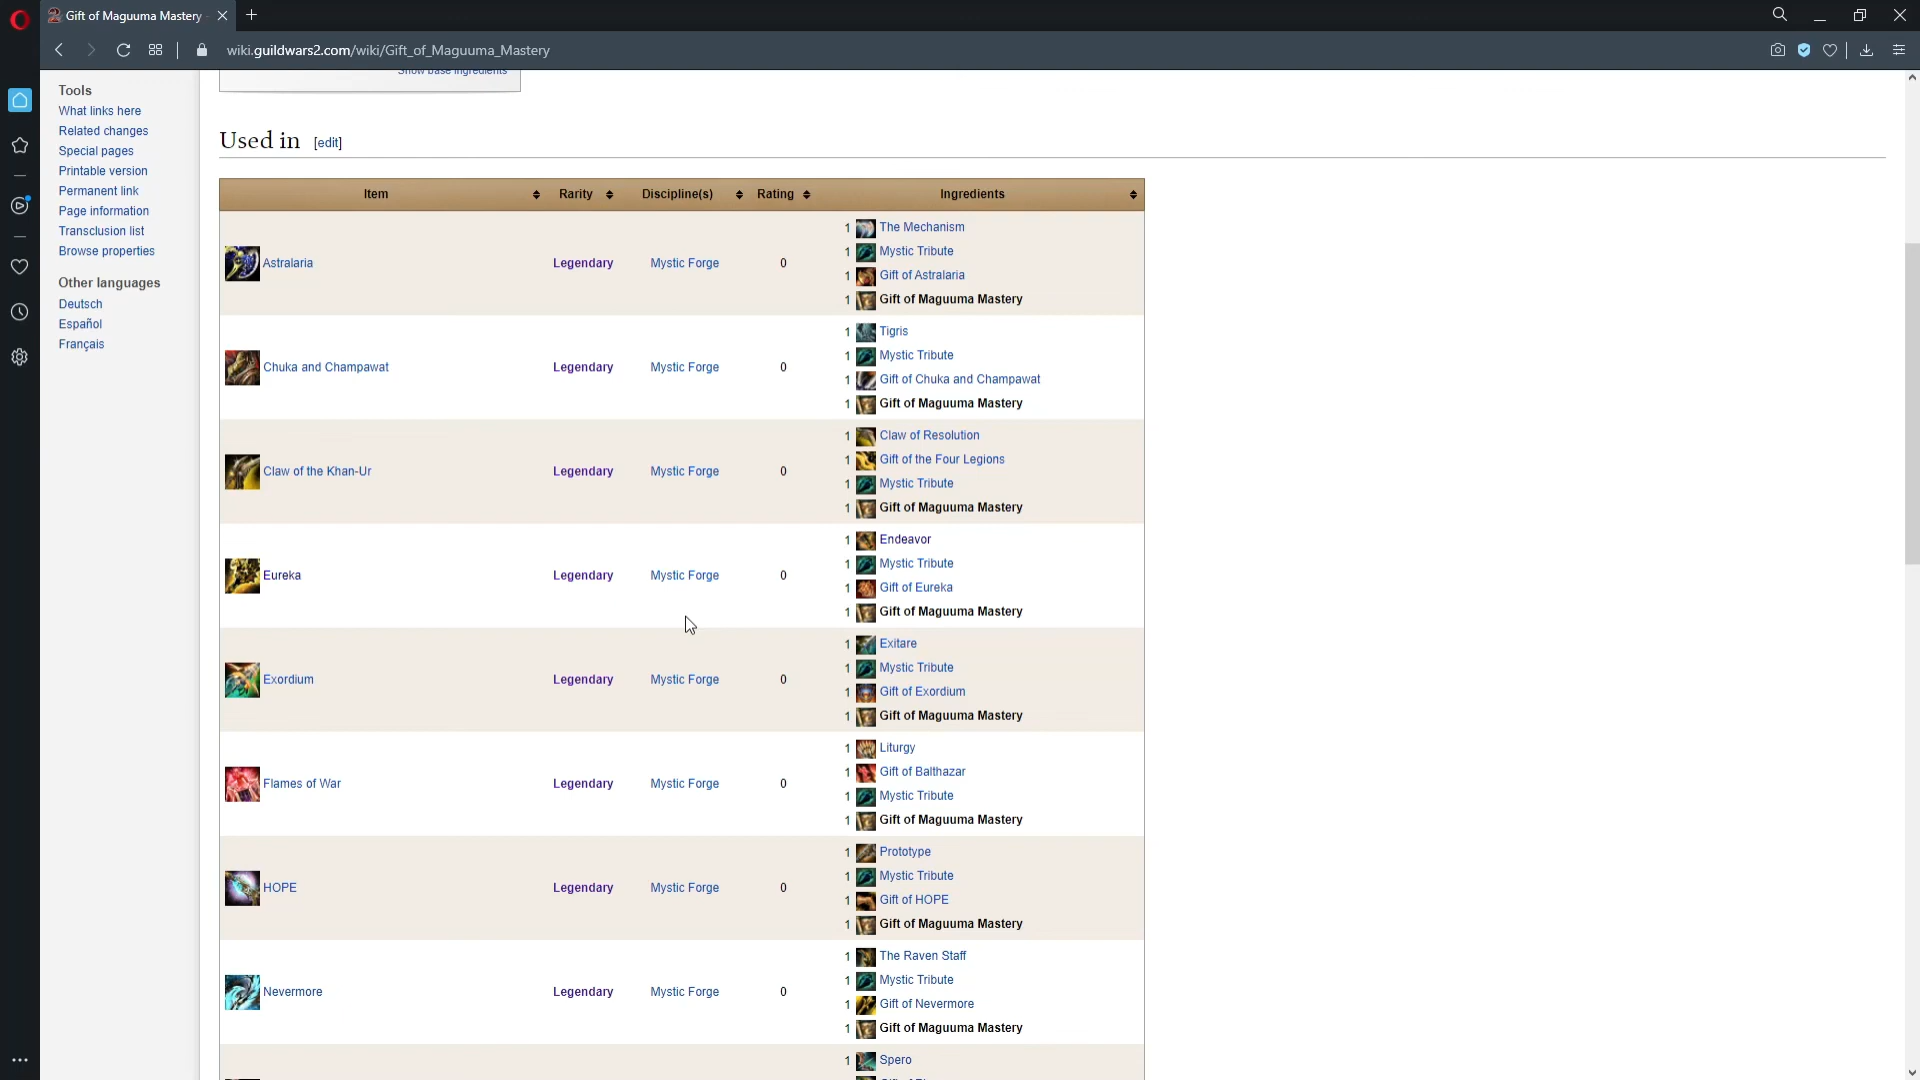 Gift of Maguuma Mastery
wiki.guildwars2.com/wiki/Gift_of_Maguuma_Mastery
Tools
What links here
Related changes
Special pages
Printable version
Permanent link
Page information
Transclusion list
Browse properties
Other languages
Deutsch
Español
Français
Show base ingredients
Used in [edit]
Item Rarity Discipline(s) Rating Ingredients
Astralaria Legendary Mystic Forge 0
1 The Mechanism
1 Mystic Tribute
1 Gift of Astralaria
1 Gift of Maguuma Mastery
Chuka and Champawat Legendary Mystic Forge 0
1 Tigris
1 Mystic Tribute
1 Gift of Chuka and Champawat
1 Gift of Maguuma Mastery
Claw of the Khan-Ur Legendary Mystic Forge 0
1 Claw of Resolution
1 Gift of the Four Legions
1 Mystic Tribute
1 Gift of Maguuma Mastery
Eureka Legendary Mystic Forge 0
1 Endeavor
1 Mystic Tribute
1 Gift of Eureka
1 Gift of Maguuma Mastery
Exordium Legendary Mystic Forge 0
1 Exitare
1 Mystic Tribute
1 Gift of Exordium
1 Gift of Maguuma Mastery
Flames of War Legendary Mystic Forge 0
1 Liturgy
1 Gift of Balthazar
1 Mystic Tribute
1 Gift of Maguuma Mastery
HOPE Legendary Mystic Forge 0
1 Prototype
1 Mystic Tribute
1 Gift of HOPE
1 Gift of Maguuma Mastery
Nevermore Legendary Mystic Forge 0
1 The Raven Staff
1 Mystic Tribute
1 Gift of Nevermore
1 Gift of Maguuma Mastery
1 Spero